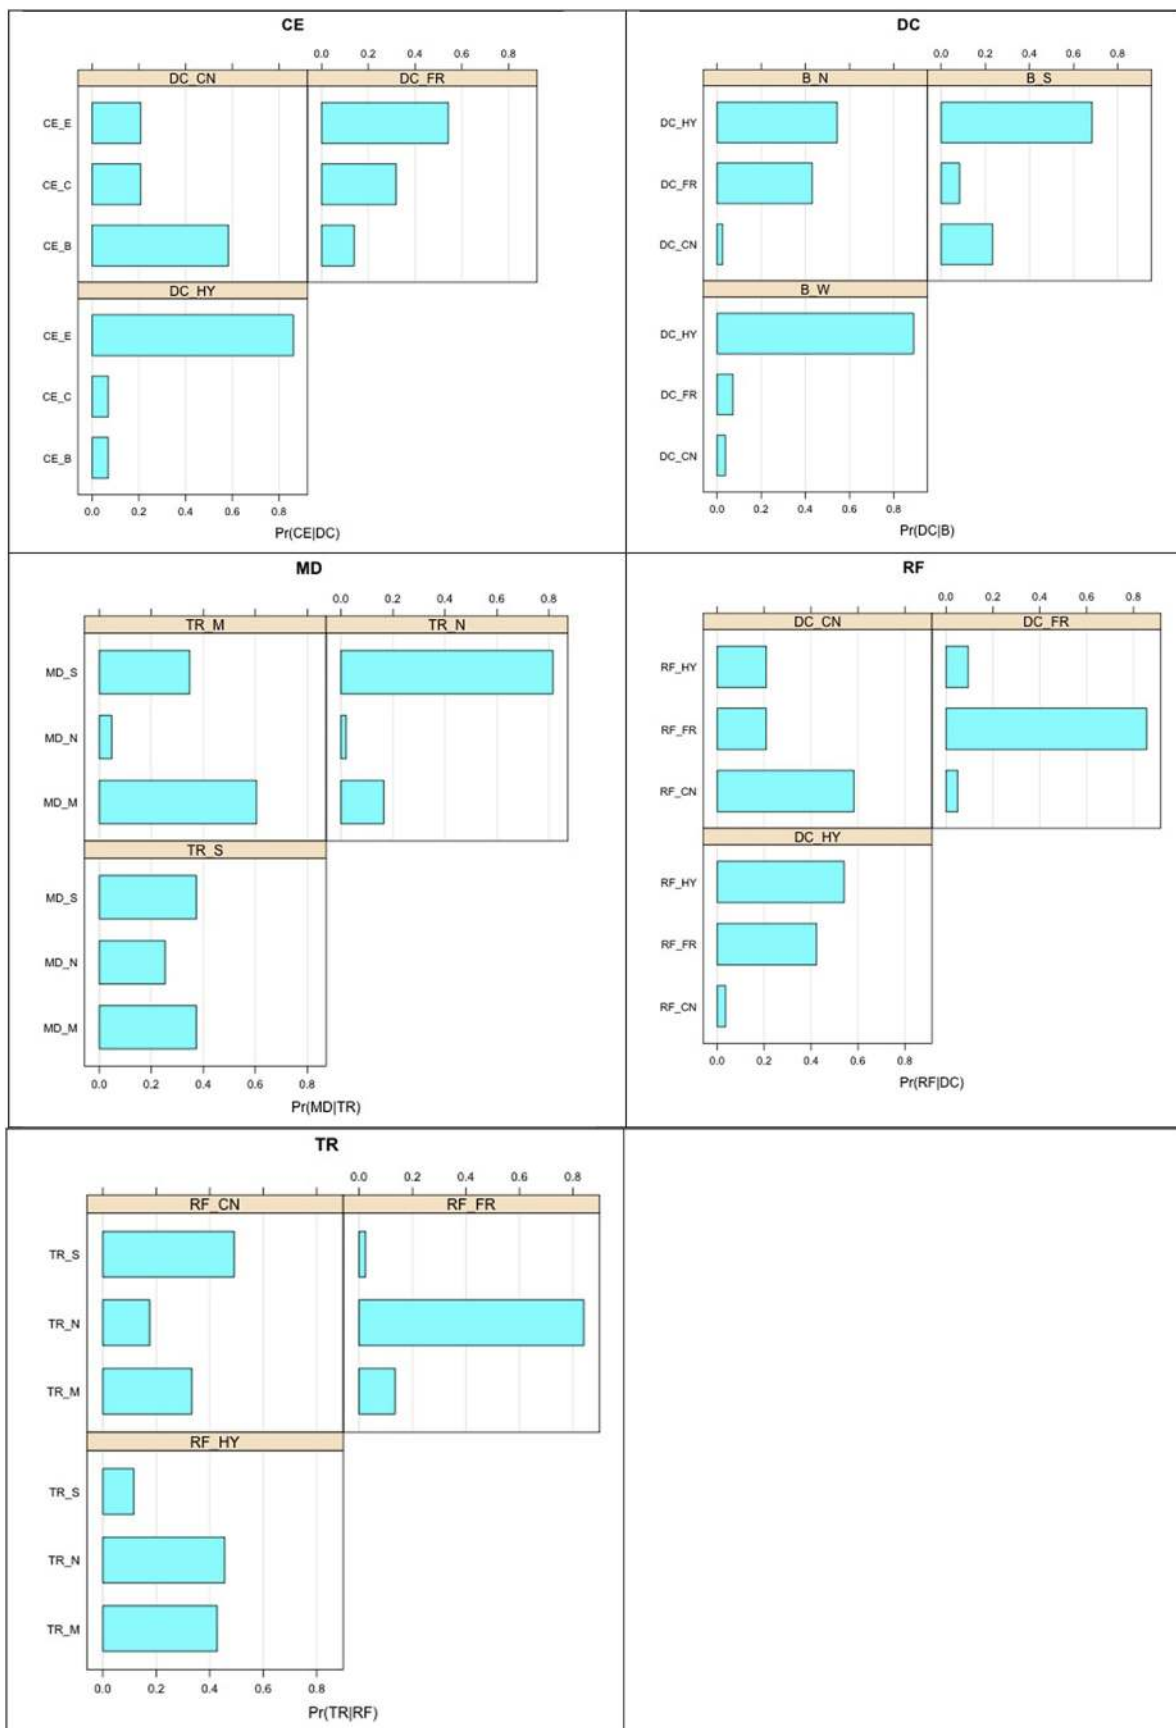 CE
0.0 0.2 0.4 0.6 0.8
DC_CN DC_FR
CE_E
CE_C
CE_B
DC_HY
CE_E
CE_C
CE_B
0.0 0.2 0.4 0.6 0.8
Pr(CE|DC)
DC
0.0 0.2 0.4 0.6 0.8
B_N B_S
DC_HY
DC_FR
DC_CN
B_W
DC_HY
DC_FR
DC_CN
0.0 0.2 0.4 0.6 0.8
Pr(DC|B)
MD
0.0 0.2 0.4 0.6 0.8
TR_M TR_N
MD_S
MD_N
MD_M
TR_S
MD_S
MD_N
MD_M
0.0 0.2 0.4 0.6 0.8
Pr(MD|TR)
RF
0.0 0.2 0.4 0.6 0.8
DC_CN DC_FR
RF_HY
RF_FR
RF_CN
DC_HY
RF_HY
RF_FR
RF_CN
0.0 0.2 0.4 0.6 0.8
Pr(RF|DC)
TR
0.0 0.2 0.4 0.6 0.8
RF_CN RF_FR
TR_S
TR_N
TR_M
RF_HY
TR_S
TR_N
TR_M
0.0 0.2 0.4 0.6 0.8
Pr(TR|RF)